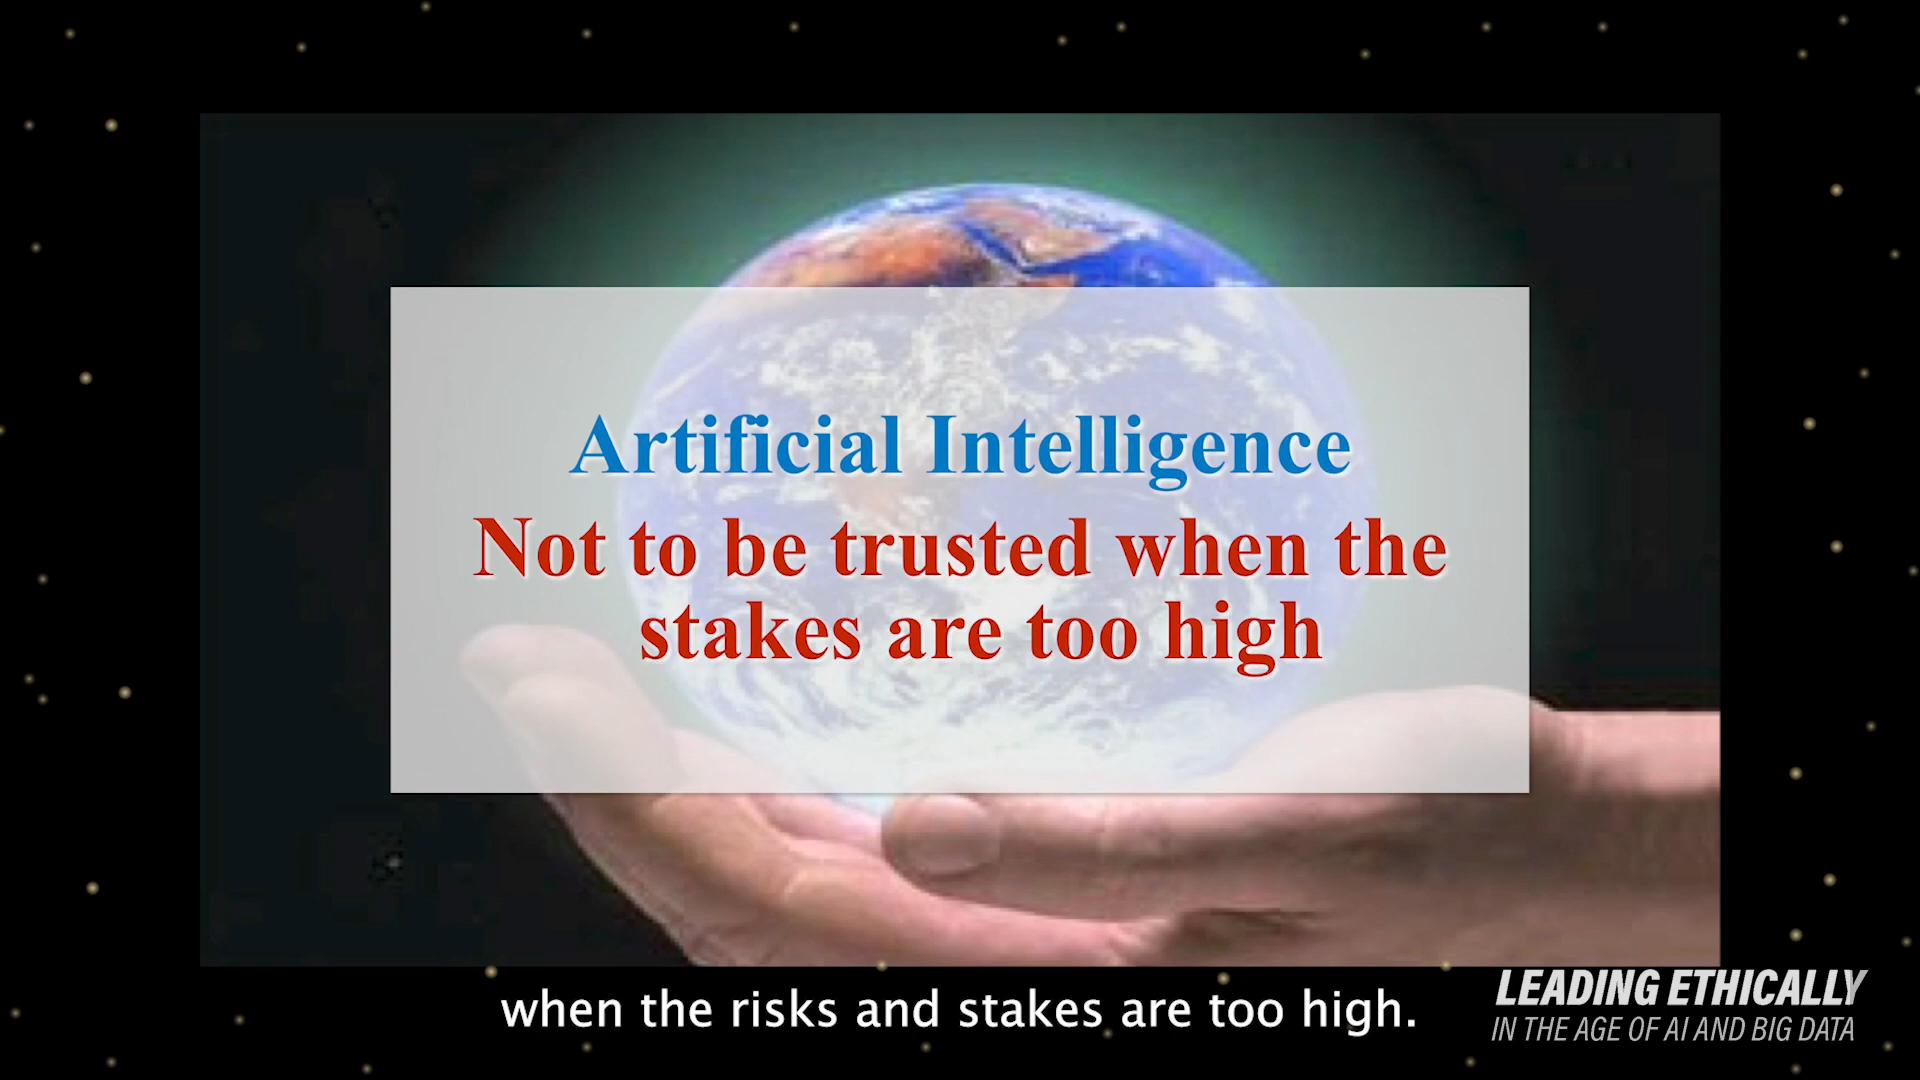 Artificial Intelligence
Not to be trusted when the
stakes are too high
when the risks and stakes are too high.
LEADING ETHICALLY
IN THE AGE OF AI AND BIG DATA